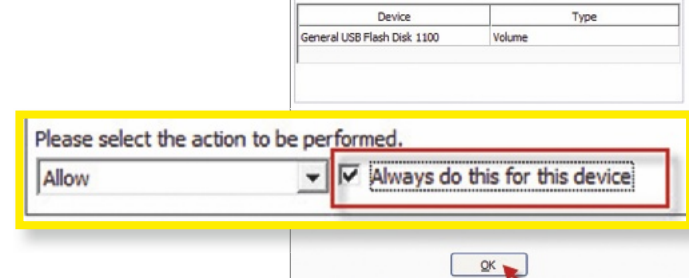 Device Type
General USB Flash Disk 1100 Volume
Please select the action to be performed.
Allow Always do this for this device
OK